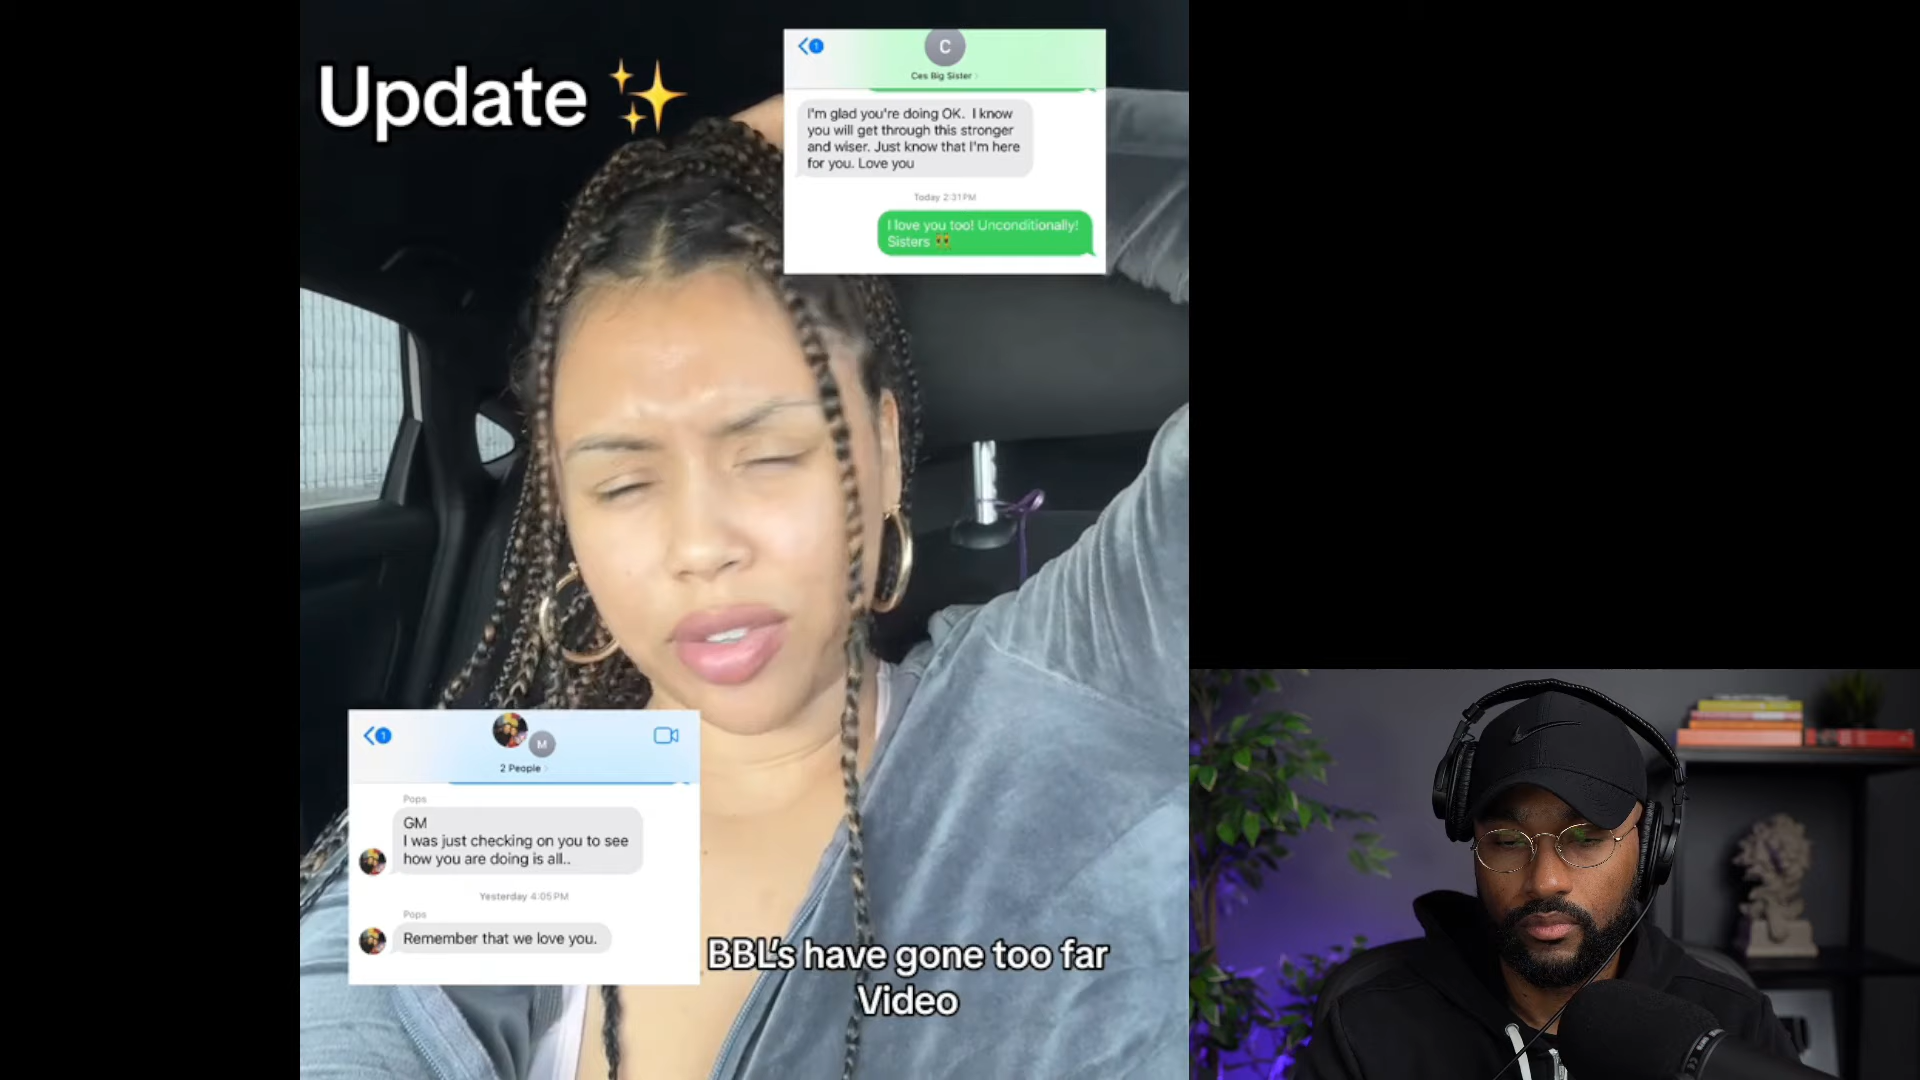 Update ✨
1
C
Ces Big Sister
I'm glad you're doing OK.  I know
you will get through this stronger
and wiser. Just know that I'm here
for you. Love you
Today 2:31 PM
I love you too! Unconditionally!
Sisters 👯
1
M
2 People
Pops
GM
I was just checking on you to see
how you are doing is all..
Yesterday 4:05 PM
Pops
Remember that we love you.
BBL's have gone too far
Video